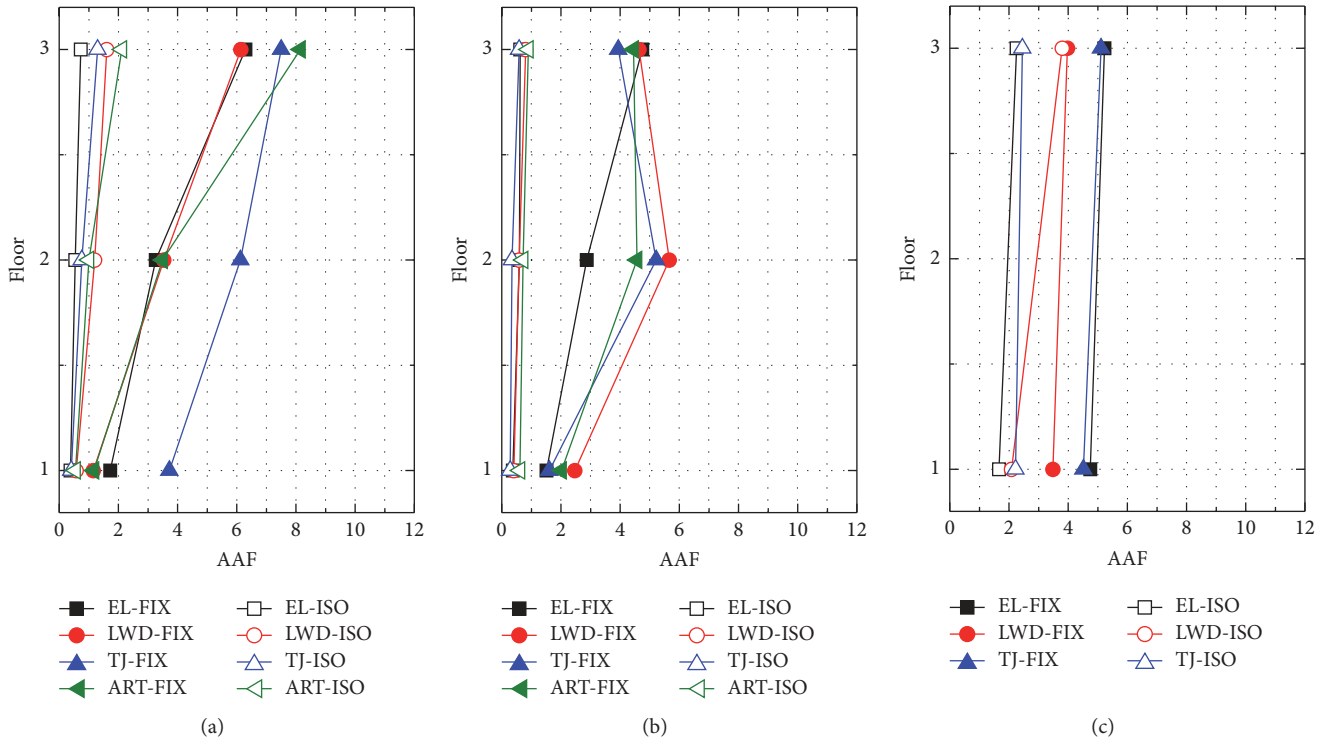 3
2
1
Floor
0 2 4 6 8 10 12
AAF
EL-FIX EL-ISO
LWD-FIX LWD-ISO
TJ-FIX TJ-ISO
ART-FIX ART-ISO
(a)
3
2
1
Floor
0 2 4 6 8 10 12
AAF
EL-FIX EL-ISO
LWD-FIX LWD-ISO
TJ-FIX TJ-ISO
ART-FIX ART-ISO
(b)
3
2
1
Floor
0 2 4 6 8 10 12
AAF
EL-FIX EL-ISO
LWD-FIX LWD-ISO
TJ-FIX TJ-ISO
(c)